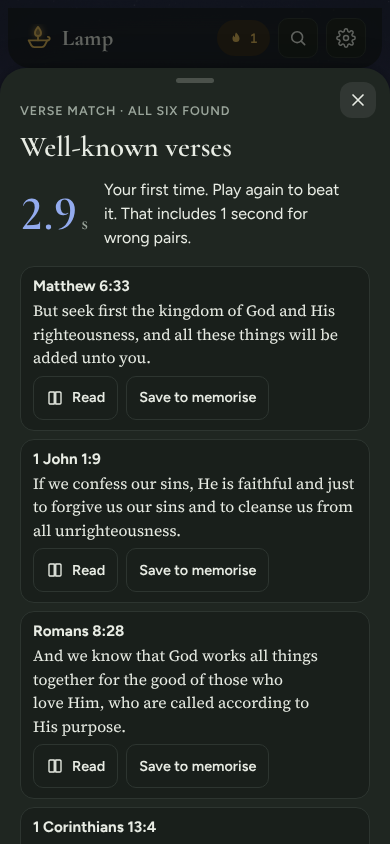 Lamp
1
VERSE MATCH · ALL SIX FOUND
Well-known verses
2.9 s
Your first time. Play again to beat
it. That includes 1 second for
wrong pairs.
Matthew 6:33
But seek first the kingdom of God and His
righteousness, and all these things will be
added unto you.
Read
Save to memorise
1 John 1:9
If we confess our sins, He is faithful and just
to forgive us our sins and to cleanse us from
all unrighteousness.
Read
Save to memorise
Romans 8:28
And we know that God works all things
together for the good of those who
love Him, who are called according to
His purpose.
Read
Save to memorise
1 Corinthians 13:4